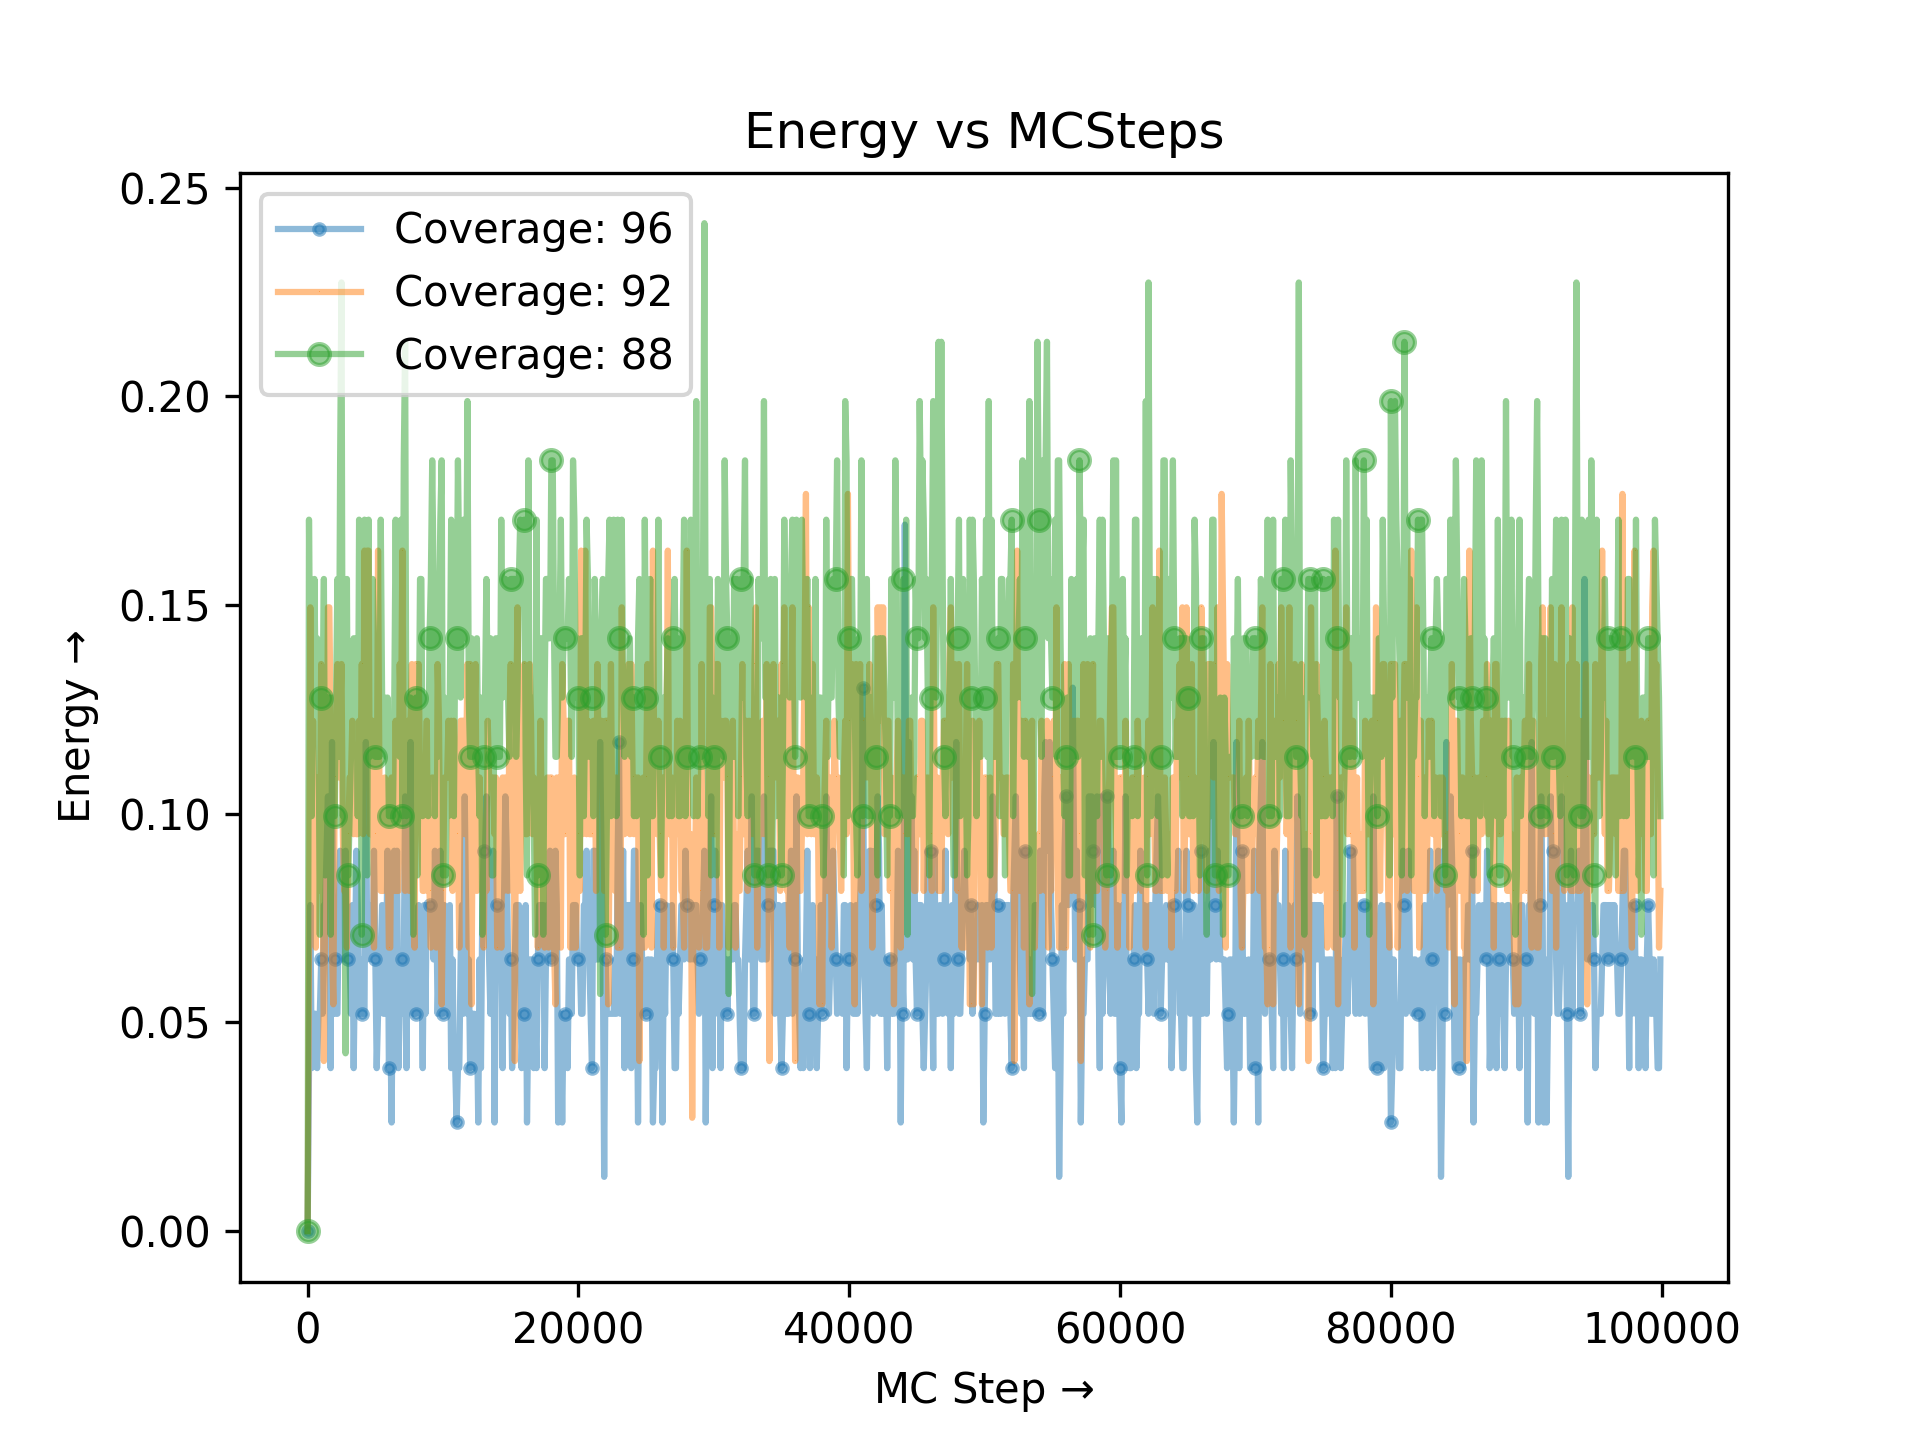 Energy vs MCSteps
0.25
0.20
0.15
0.10
0.05
0.00
Energy →
Coverage: 96
Coverage: 92
Coverage: 88
0 20000 40000 60000 80000 100000
MC Step →